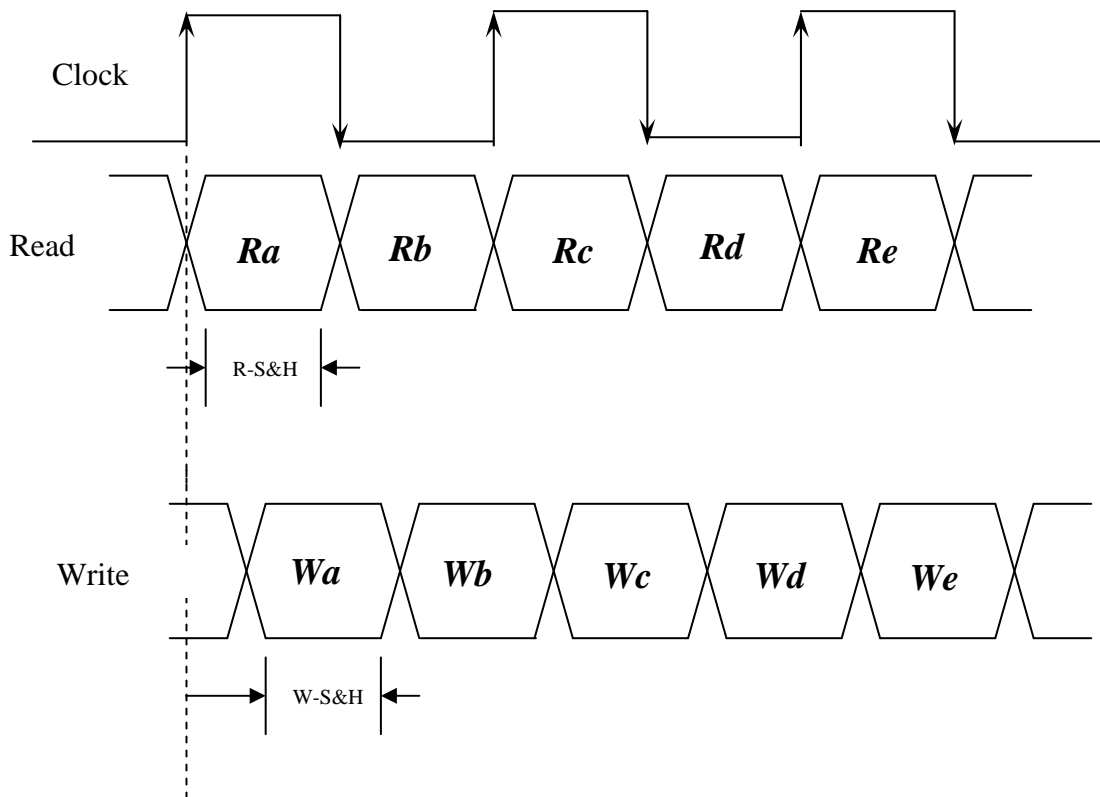 Clock
Read
Ra Rb Rc Rd Re
R-S&H
Write
Wa Wb Wc Wd We
W-S&H